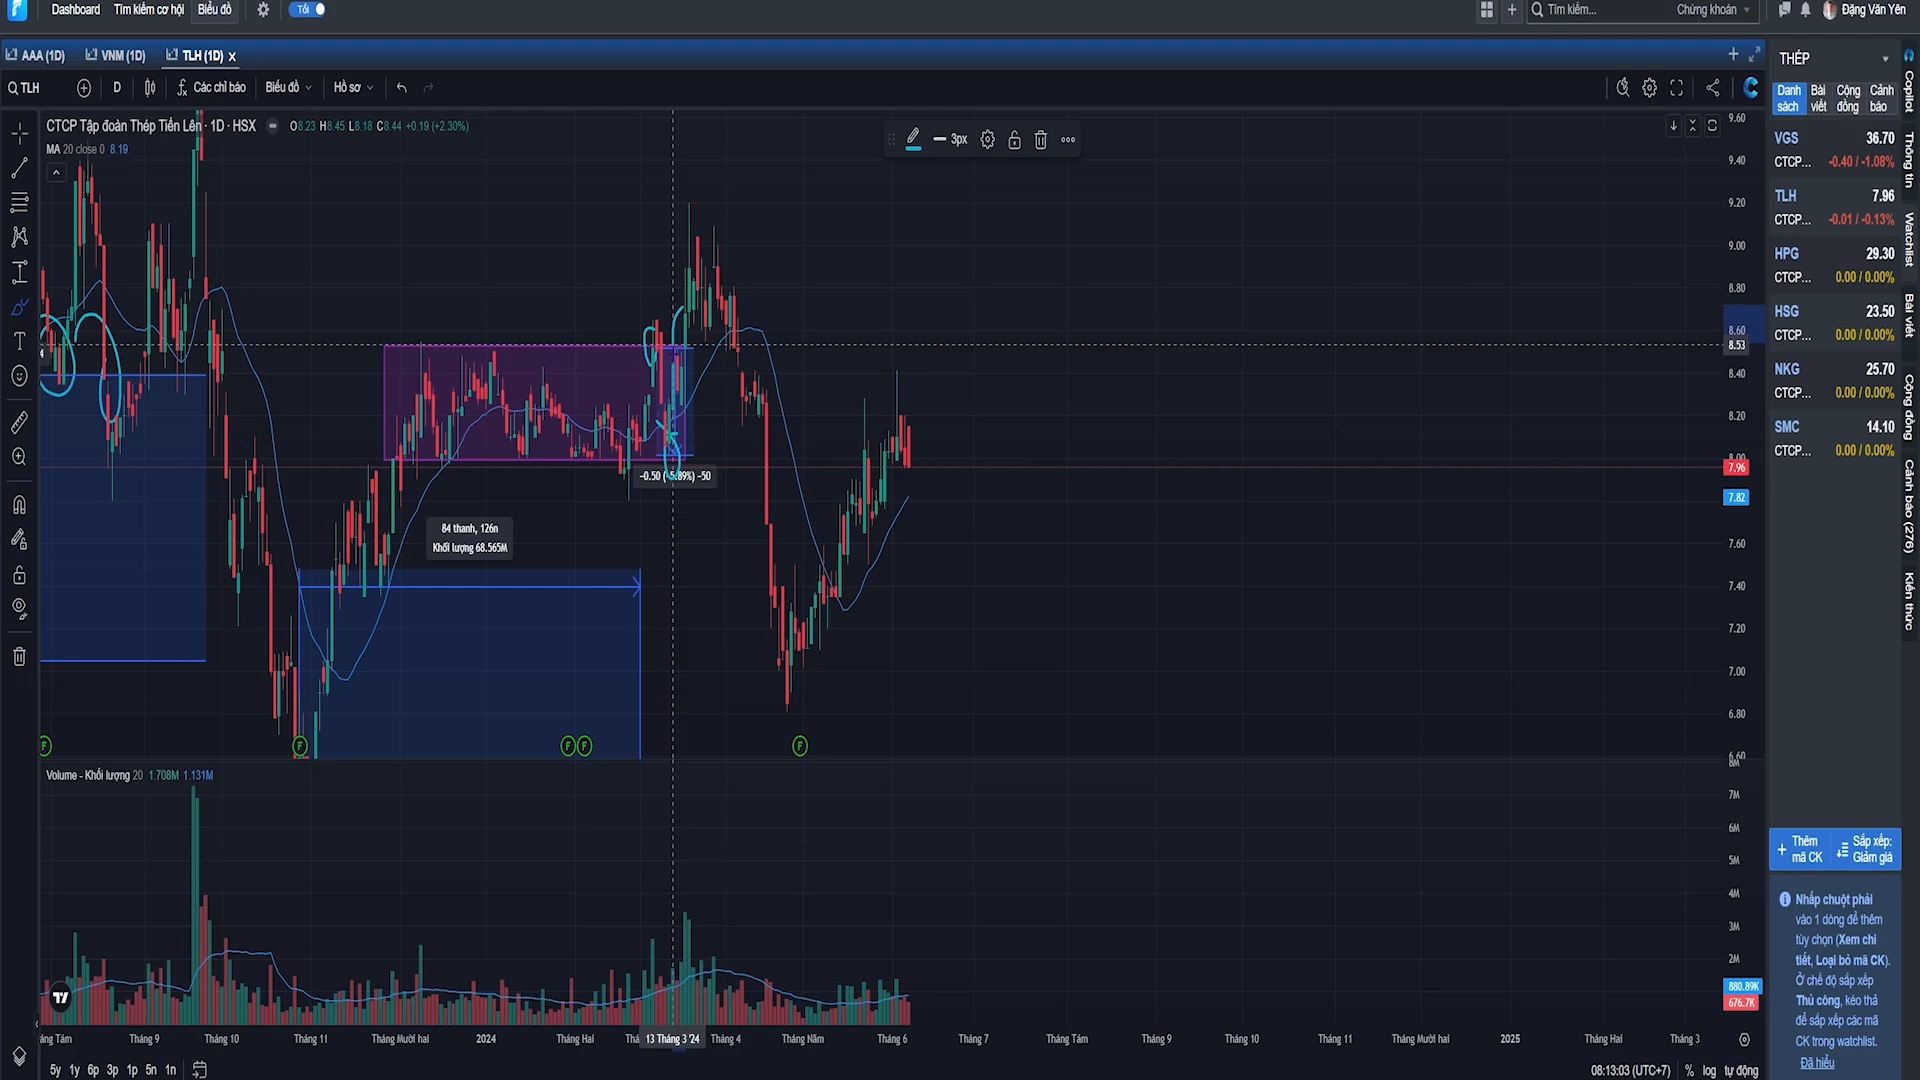 Dashboard Tìm kiếm cơ hội Biểu đồ Tối Tìm kiếm... Chứng khoán Đặng Văn Yên
AAA (1D) VNM (1D) TLH (1D)
TLH D Các chỉ báo Biểu đồ Hồ sơ
CTCP Tập đoàn Thép Tiến Lên · 1D · HSX O8.23 H8.45 L8.18 C8.44 +0.19 (+2.30%)
MA 20 close 0 8.19
3px
9.60
9.40
9.20
9.00
8.80
8.60
8.53
8.40
8.20
8.00
7.96
7.82
7.60
7.40
7.20
7.00
6.80
6.60
4
84 thanh, 126n
Khối lượng 68.565M
F F F F F
Volume - Khối lượng 20 1.708M 1.131M
8M
7M
6M
5M
4M
3M
2M
880.89K
676.7K
Tháng 9 Tháng 10 Tháng 11 Tháng Mười hai 2024 Tháng Hai 13 Tháng 3 '24 Tháng 4 Tháng Năm Tháng 6 Tháng 7 Tháng Tám Tháng 9 Tháng 10 Tháng 11 Tháng Mười hai 2025 Tháng Hai Tháng 3
5y 1y 6p 3p 1p 5n 1n
08:13:03 (UTC+7) % log tự động
THÉP
Danh sách Bài viết Cộng đồng Cảnh báo
VGS 36.70
CTCP... -0.40 / -1.08%
TLH 7.96
CTCP... -0.01 / -0.13%
HPG 29.30
CTCP... 0.00 / 0.00%
HSG 23.50
CTCP... 0.00 / 0.00%
NKG 25.70
CTCP... 0.00 / 0.00%
SMC 14.10
CTCP... 0.00 / 0.00%
Thêm mã CK
Sắp xếp: Giảm giá
Nhấp chuột phải
vào 1 dòng để thêm
tùy chọn (Xem chi
tiết, Loại bỏ mã CK).
Ở chế độ sắp xếp
Thủ công, kéo thả
để sắp xếp các mã
CK trong watchlist.
Đã hiểu
Copilot
Thông tin
Watchlist
Bài viết
Cộng đồng
Cảnh báo (276)
Kiến thức